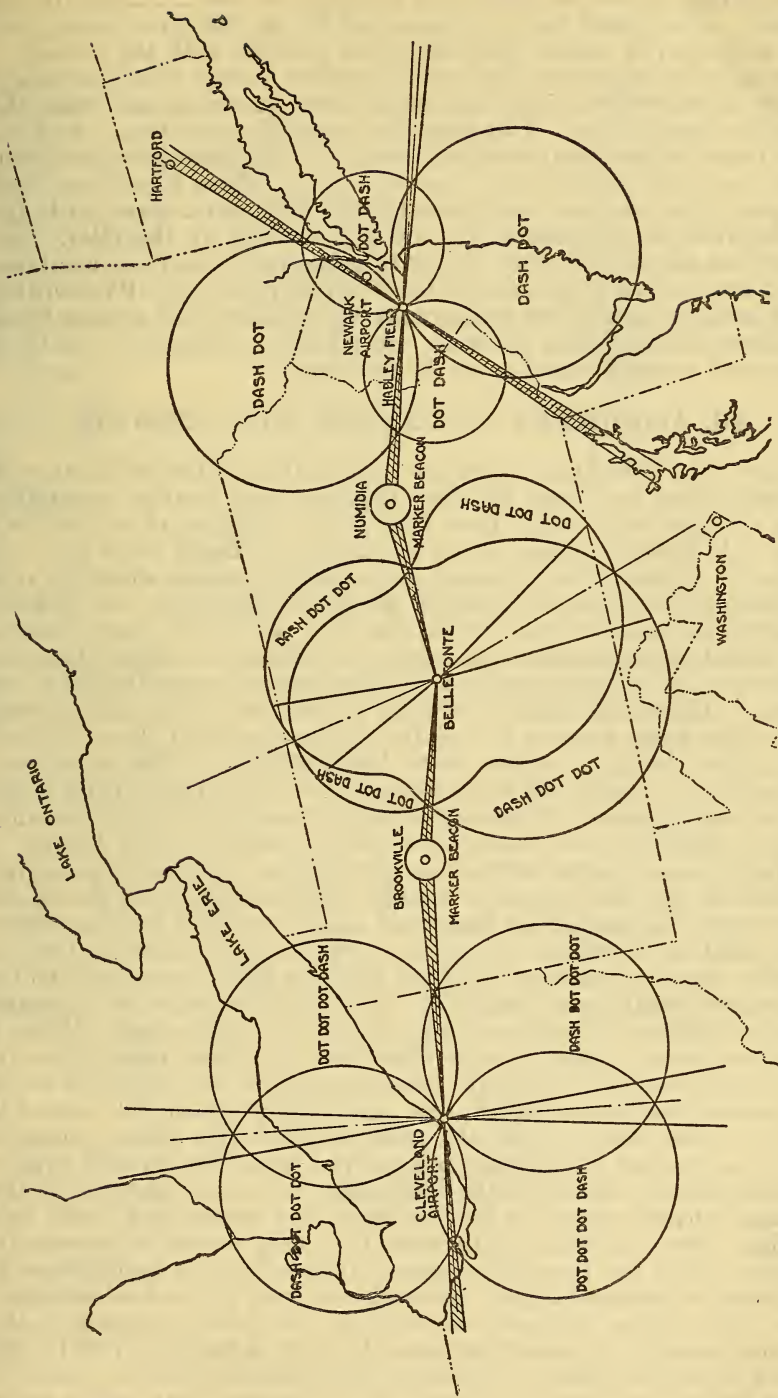 LAKE ONTARIO
LAKE ERIE
HARTFORD
DASH DOT
DOT DASH
NEWARK
AIRPORT
HADLEY FIELD
DOT DASH
DASH DOT
NUMIDIA
MARKER BEACON
DASH DOT DOT
DOT DOT DASH
BELLEFONTE
DOT DOT DASH
DASH DOT DOT
WASHINGTON
BROOKVILLE
MARKER BEACON
DOT DOT DOT DASH
DASH DOT DOT DOT
CLEVELAND
AIRPORT
DASH DOT DOT DOT
DOT DOT DOT DASH